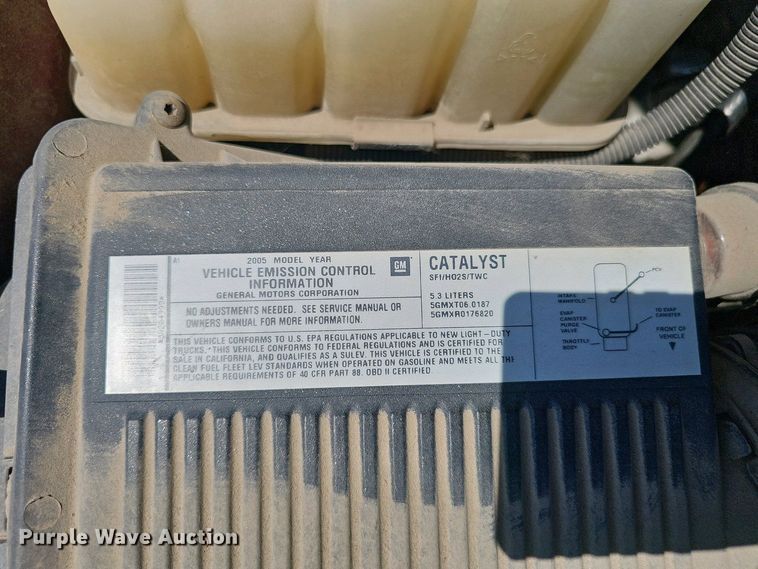 A1
2005 MODEL YEAR
VEHICLE EMISSION CONTROL
INFORMATION
GENERAL MOTORS CORPORATION
GM
NO ADJUSTMENTS NEEDED. SEE SERVICE MANUAL OR
OWNERS MANUAL FOR MORE INFORMATION.
CATALYST
SFI/HO2S/TWC
5.3 LITERS
5GMXT06.0187
5GMXR0176820
THIS VEHICLE CONFORMS TO U.S. EPA REGULATIONS APPLICABLE TO NEW LIGHT-DUTY
TRUCKS. *THIS VEHICLE CONFORMS TO FEDERAL REGULATIONS AND IS CERTIFIED FOR
SALE IN CALIFORNIA, AND QUALIFIES AS A SULEV. THIS VEHICLE IS CERTIFIED TO
CLEAN FUEL FLEET LEV STANDARDS WHEN OPERATED ON GASOLINE AND MEETS ALL THE
APPLICABLE REQUIREMENTS OF 40 CFR PART 88. OBD II CERTIFIED.
PCV
INTAKE
MANIFOLD
EVAP
CANISTER
PURGE
VALVE
TO EVAP
CANISTER
THROTTLE
BODY
FRONT OF
VEHICLE
Purple Wave Auction